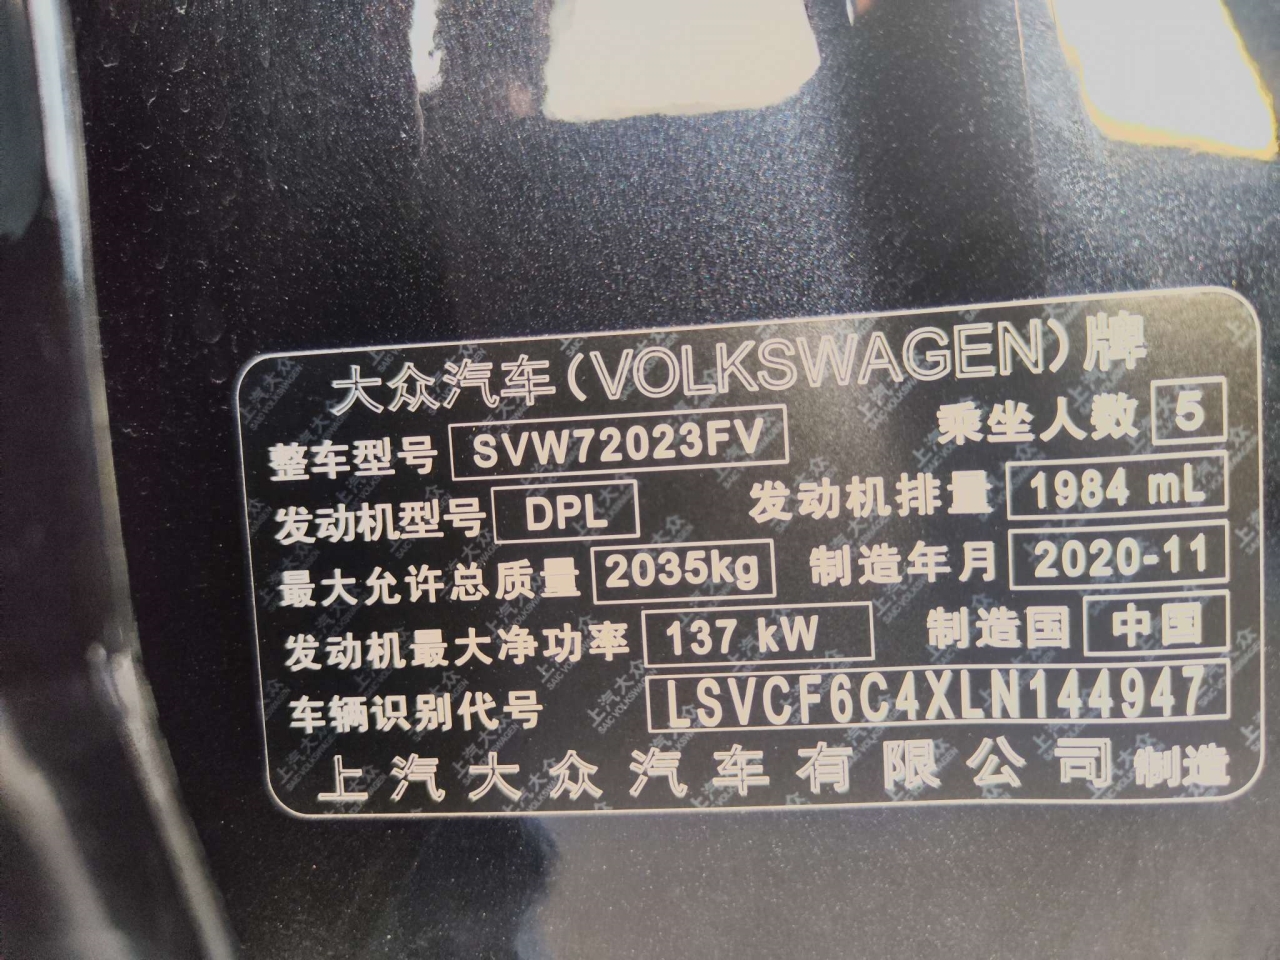 大众汽车(VOLKSWAGEN)牌
整车型号 SVW72023FV 乘坐人数 5
发动机型号 DPL 发动机排量 1984 mL
最大允许总质量 2035kg 制造年月 2020-11
发动机最大净功率 137 kW 制造国 中国
车辆识别代号 LSVCF6C4XLN144947
上汽大众汽车有限公司 制造